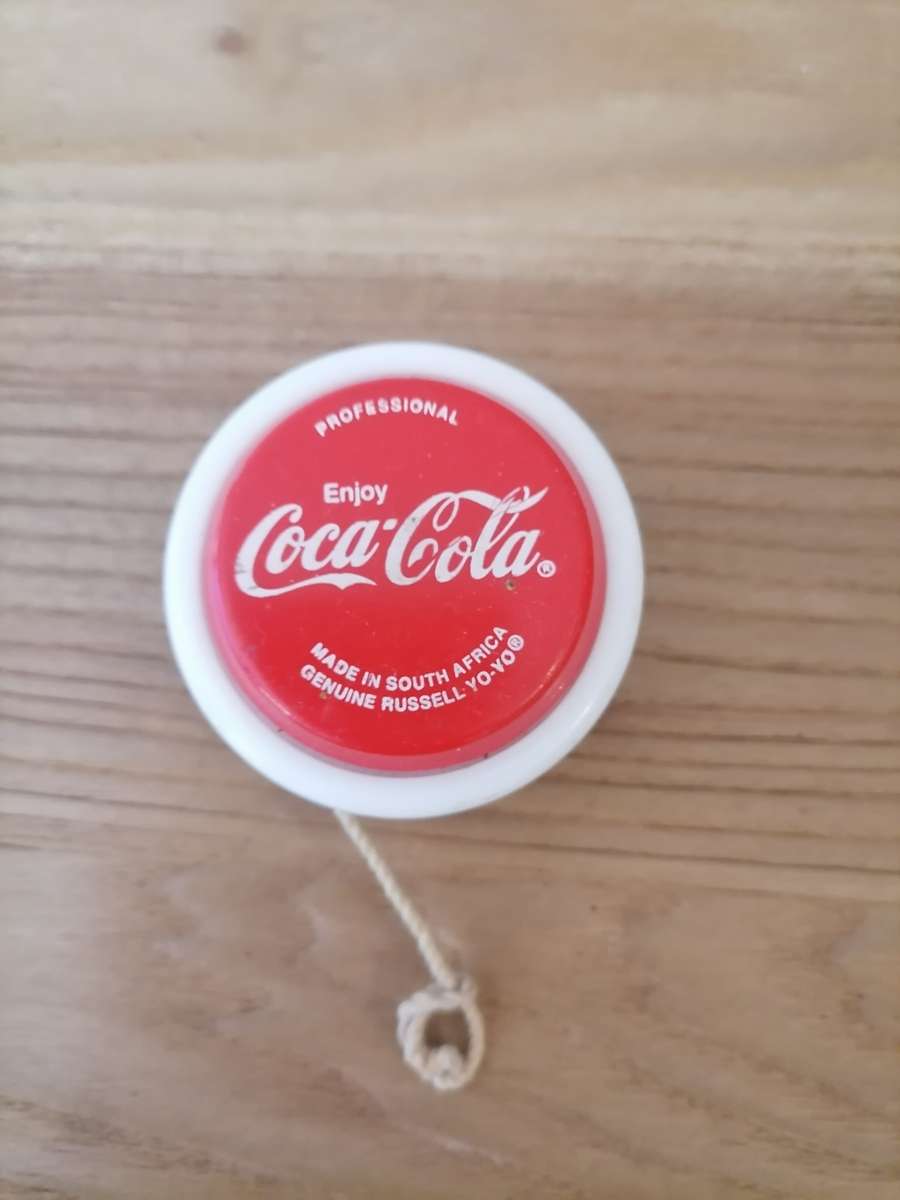 PROFESSIONAL
Enjoy
Coca-Cola®
MADE IN SOUTH AFRICA
GENUINE RUSSELL YO-YO®